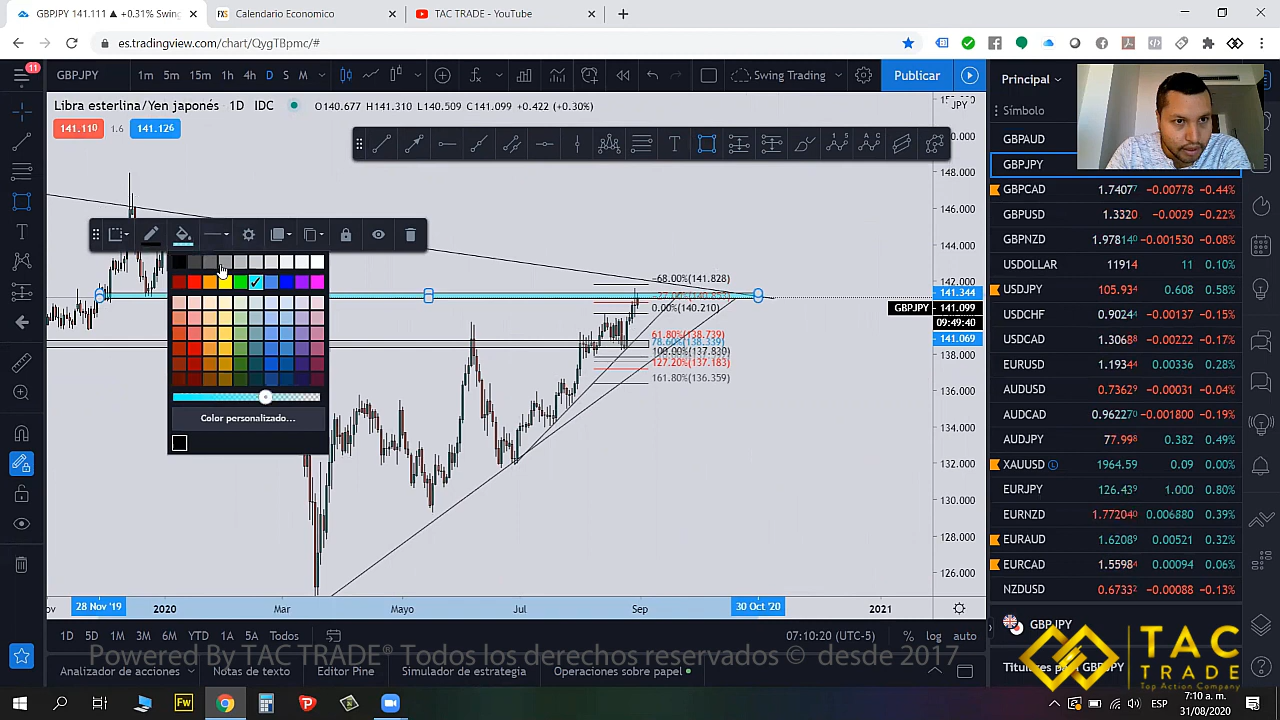 GBPJPY 141.111 ▲ +0.31% Swing
Calendario Economico
TAC TRADE - YouTube
es.tradingview.com/chart/QygTBpmc/#
11
GBPJPY
1m 5m 15m 1h 4h D S M
Swing Trading
Publicar
Principal
Libra esterlina/Yen japonés 1D IDC O140.677 H141.310 L140.509 C141.099 +0.422 (+0.30%)
141.110 1.6 141.126
JPY
148.000
146.000
144.000
142.000
141.344
GBPJPY 141.099
09:49:40
141.069
138.000
136.000
134.000
132.000
130.000
128.000
126.000
-68.00%(141.828)
0.00%(140.210)
61.80%(138.739)
78.60%(138.339)
100.00%(137.830)
127.20%(137.183)
161.80%(136.359)
Color personalizado...
28 Nov '19 2020 Mar Mayo Jul Sep 30 Oct '20 2021
1D 5D 1M 3M 6M YTD 1A 5A Todos
07:10:20 (UTC-5) % log auto
Powered By TAC TRADE® Todos los derechos reservados © desde 2017
Analizador de acciones Notas de texto Editor Pine Simulador de estrategia Operaciones sobre papel
Símbolo
GBPAUD
GBPJPY
GBPCAD 1.74077 −0.00778 −0.44%
GBPUSD 1.3320 −0.0029 −0.22%
GBPNZD 1.978140 −0.001530 −0.08%
USDOLLAR 11914 11 0.10%
USDJPY 105.934 0.608 0.58%
USDCHF 0.90244 −0.00137 −0.15%
USDCAD 1.30688 −0.00222 −0.17%
EURUSD 1.19344 0.00336 0.28%
AUDUSD 0.73629 −0.00031 −0.04%
AUDCAD 0.962270 −0.001800 −0.19%
AUDJPY 77.998 0.382 0.49%
XAUUSD 1964.59 0.09 0.00%
EURJPY 126.439 1.000 0.80%
EURNZD 1.772040 0.006880 0.39%
EURAUD 1.62089 0.00521 0.32%
EURCAD 1.55984 0.00094 0.06%
NZDUSD 0.67332 −0.00088 −0.13%
GBPJPY
Titulares para GBPJPY
TAC
TRADE
Top Action Company
Fw
ESP
7:10 a. m.
31/08/2020